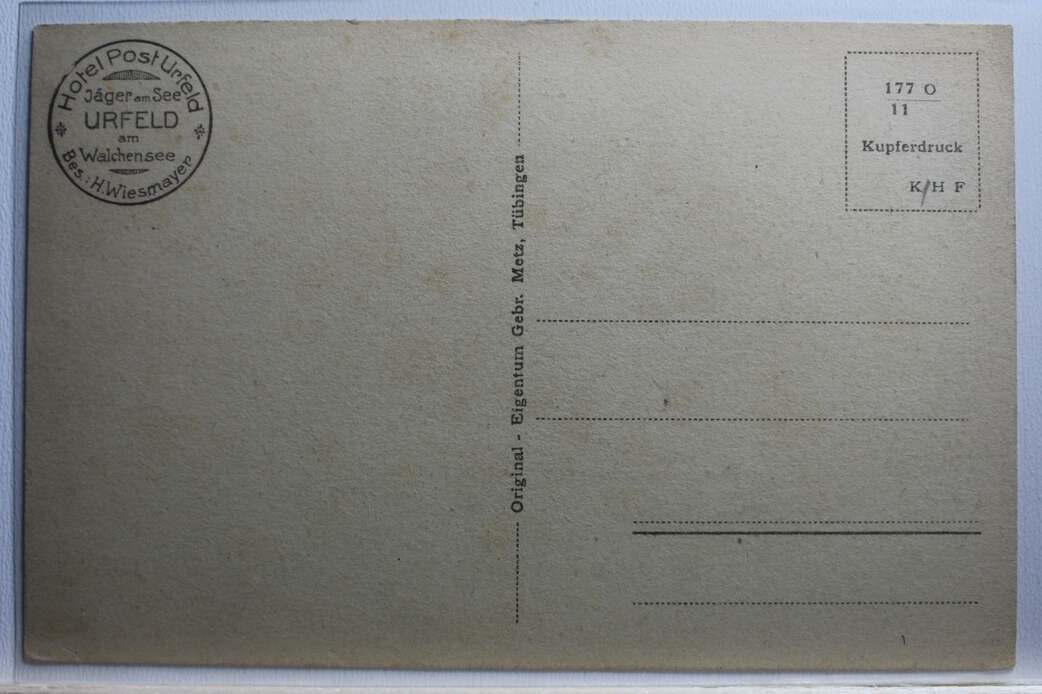 Hotel Post Urfeld
Jäger am See
URFELD
am
Walchensee
Bes.: H. Wiesmayer
Original - Eigentum Gebr. Metz, Tübingen
177 O
11
Kupferdruck
K/H F